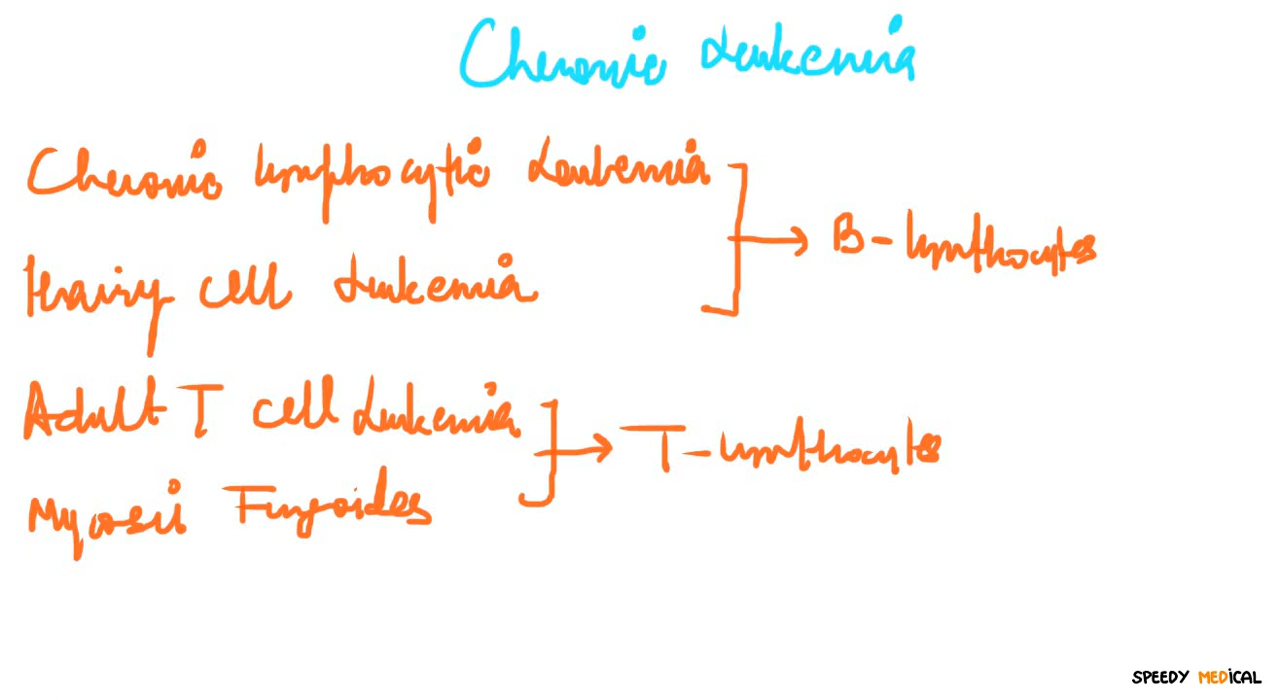 Chronic Leukemia
Chronic lymphocytic Leukemia
Hairy cell Leukemia
B-lymphocytes
Adult T cell Leukemia
Mycosis Fungoides
T-lymphocytes
SPEEDY MEDICAL